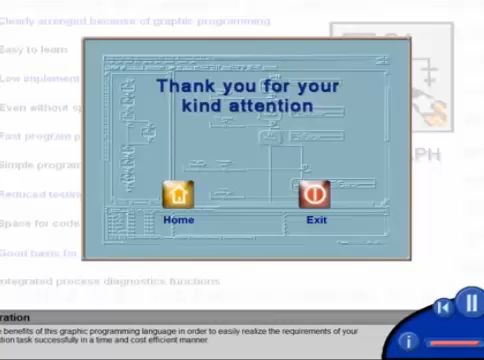 Clearly arranged because of graphic programming
Easy to learn
Low implement
Even without
Fast program
Simple program
Reduced testin
Space for code
Good basis for
Integrated process diagnostics functions
Thank you for your
kind attention
Home
Exit
APH
ration
e benefits of this graphic programming language in order to easily realize the requirements of your
tion task successfully in a time and cost efficient manner
i